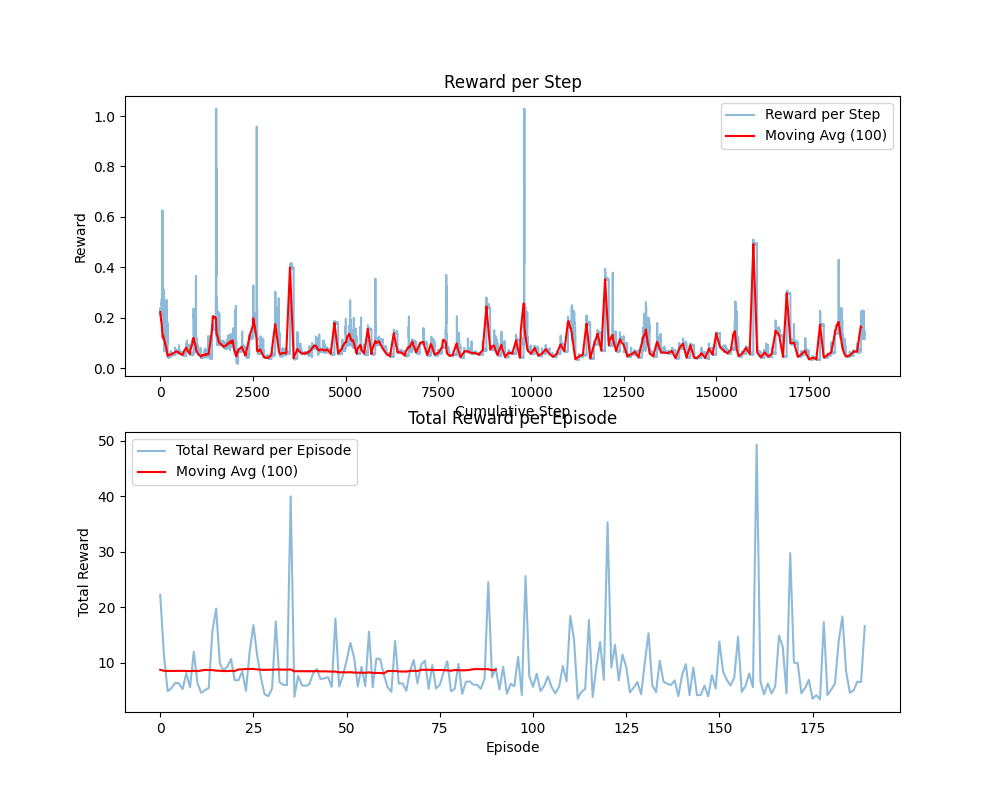 Reward per Step
Reward
1.0
0.8
0.6
0.4
0.2
0.0
Reward per Step
Moving Avg (100)
0 2500 5000 7500 10000 12500 15000 17500
Cumulative Step
Total Reward per Episode
Total Reward
50
40
30
20
10
Total Reward per Episode
Moving Avg (100)
0 25 50 75 100 125 150 175
Episode